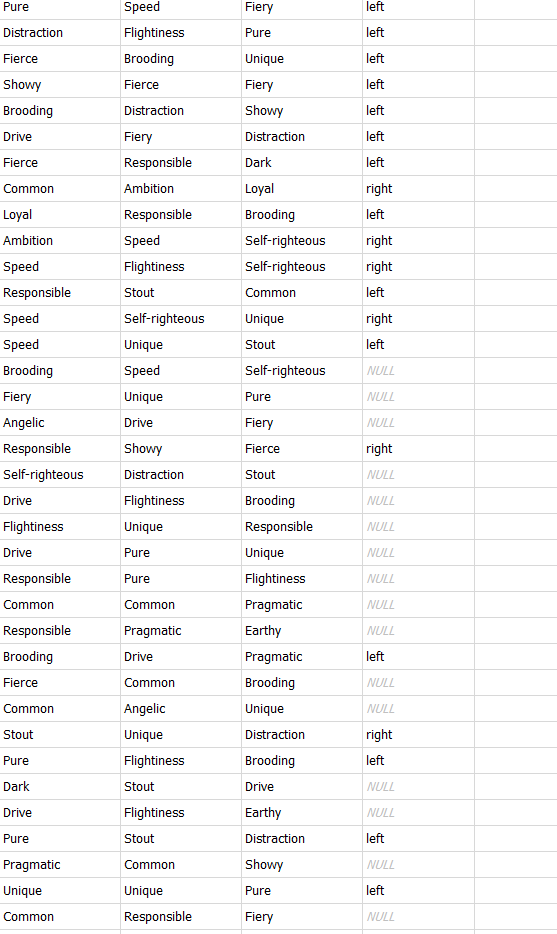 Pure Speed Fiery left
Distraction Flightiness Pure left
Fierce Brooding Unique left
Showy Fierce Fiery left
Brooding Distraction Showy left
Drive Fiery Distraction left
Fierce Responsible Dark left
Common Ambition Loyal right
Loyal Responsible Brooding left
Ambition Speed Self-righteous right
Speed Flightiness Self-righteous right
Responsible Stout Common left
Speed Self-righteous Unique right
Speed Unique Stout left
Brooding Speed Self-righteous NULL
Fiery Unique Pure NULL
Angelic Drive Fiery NULL
Responsible Showy Fierce right
Self-righteous Distraction Stout NULL
Drive Flightiness Brooding NULL
Flightiness Unique Responsible NULL
Drive Pure Unique NULL
Responsible Pure Flightiness NULL
Common Common Pragmatic NULL
Responsible Pragmatic Earthy NULL
Brooding Drive Pragmatic left
Fierce Common Brooding NULL
Common Angelic Unique NULL
Stout Unique Distraction right
Pure Flightiness Brooding left
Dark Stout Drive NULL
Drive Flightiness Earthy NULL
Pure Stout Distraction left
Pragmatic Common Showy NULL
Unique Unique Pure left
Common Responsible Fiery NULL